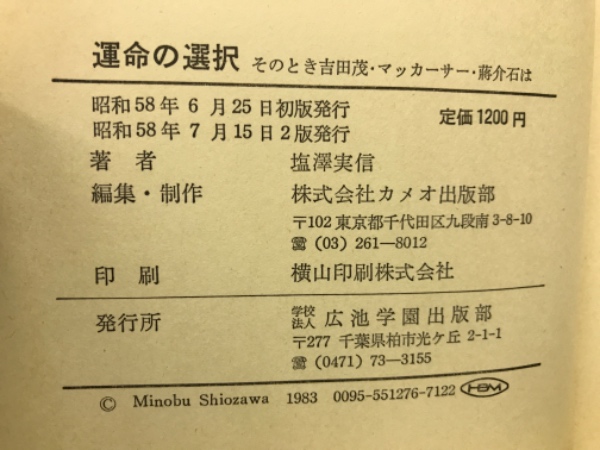 運命の選択 そのとき吉田茂・マッカーサー・蔣介石は
昭和58年 6 月 25 日初版発行
昭和58年 7 月 15 日 2 版発行
定価1200円
著 者 塩澤実信
編集・制作 株式会社カメオ出版部
〒102 東京都千代田区九段南3-8-10
☎ (03) 261—8012
印 刷 横山印刷株式会社
発行所 学校法人 広池学園出版部
〒277 千葉県柏市光ケ丘 2-1-1
☎ (0471) 73—3155
© Minobu Shiozawa 1983 0095-551276-7122 HBM